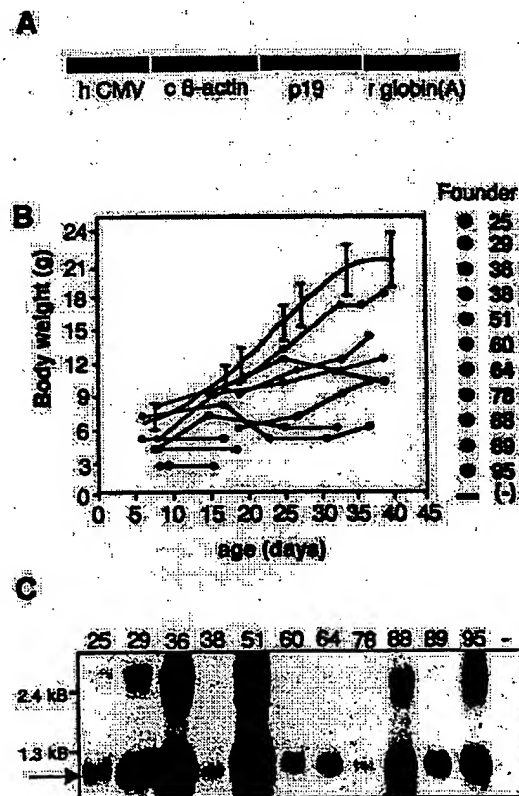 A
h CMV c B-actin p19 r globin(A)
B
Body weight (g)
24
21
18
15
12
9
6
3
0
0 5 10 15 20 25 30 35 40 45
age (days)
Founder
25
29
36
38
51
60
64
78
88
89
95
(-)
C
25 29 36 38 51 60 64 78 88 89 95 -
2.4 kB
1.3 kB